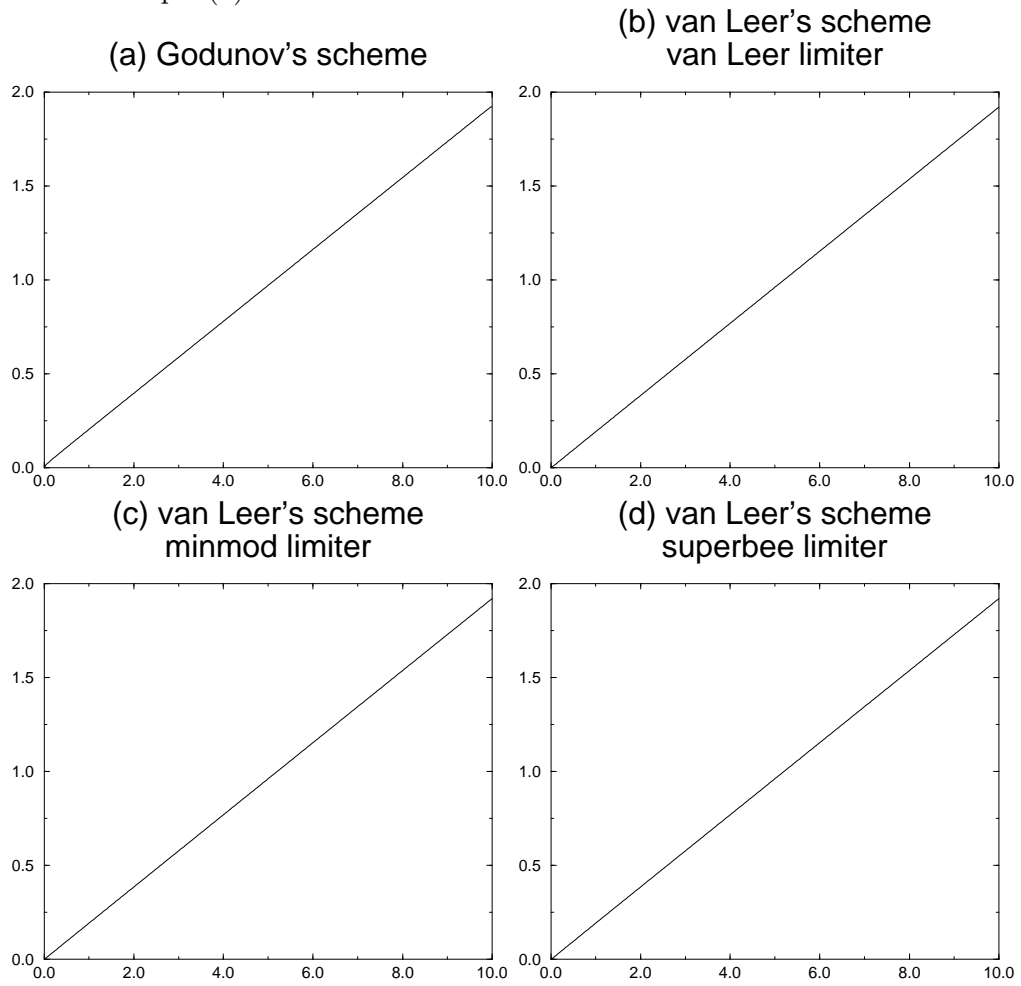 (a) Godunov's scheme
2.0
1.5
1.0
0.5
0.0
0.0 2.0 4.0 6.0 8.0 10.0
(b) van Leer's scheme
van Leer limiter
2.0
1.5
1.0
0.5
0.0
0.0 2.0 4.0 6.0 8.0 10.0
(c) van Leer's scheme
minmod limiter
2.0
1.5
1.0
0.5
0.0
0.0 2.0 4.0 6.0 8.0 10.0
(d) van Leer's scheme
superbee limiter
2.0
1.5
1.0
0.5
0.0
0.0 2.0 4.0 6.0 8.0 10.0